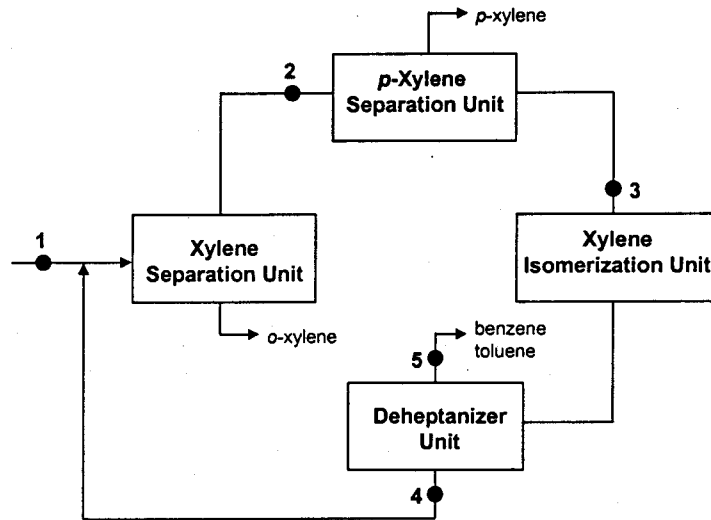 p-xylene
2
p-Xylene
Separation Unit
3
1
Xylene
Separation Unit
Xylene
Isomerization Unit
o-xylene
benzene
toluene
5
Deheptanizer
Unit
4